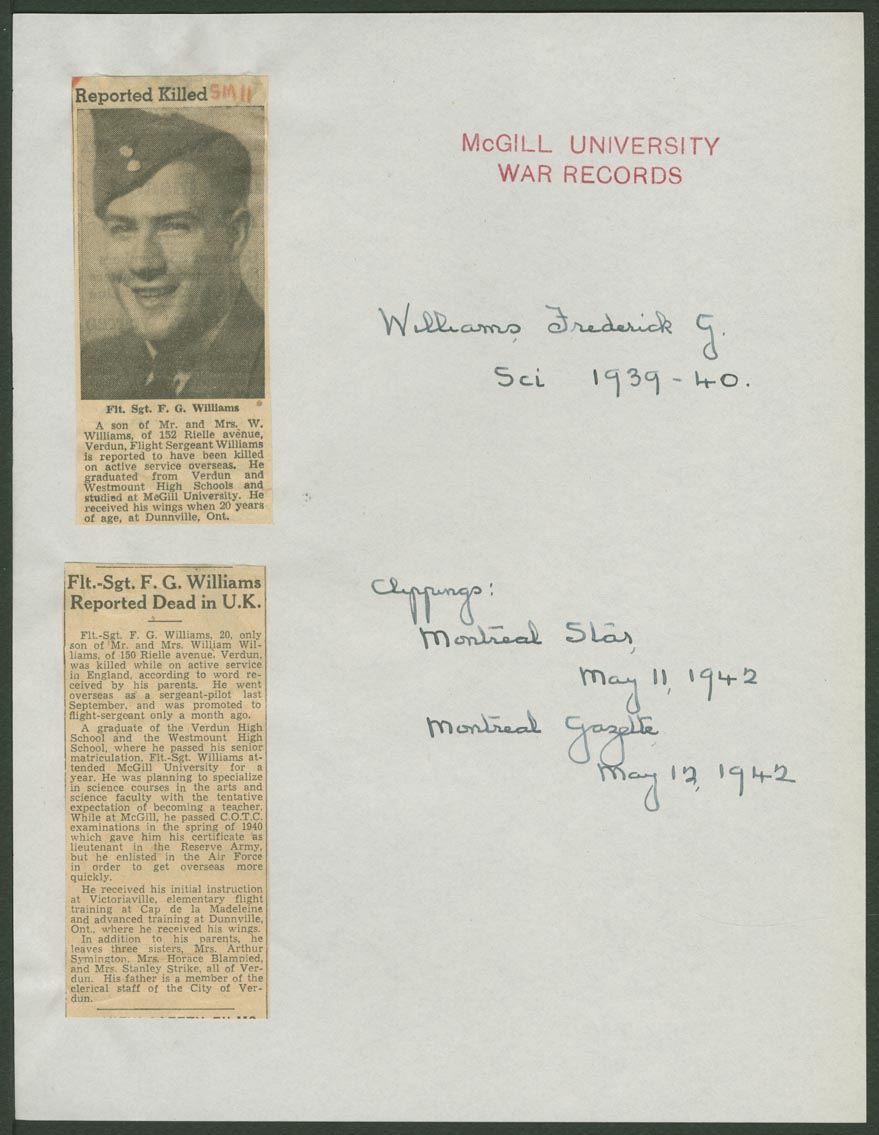 Reported Killed SM11
Flt. Sgt. F. G. Williams
A son of Mr. and Mrs. W.
Williams, of 152 Rielle avenue,
Verdun, Flight Sergeant Williams
is reported to have been killed
on active service overseas. He
graduated from Verdun and
Westmount High Schools and
studied at McGill University. He
received his wings when 20 years
of age, at Dunnville, Ont.
McGILL UNIVERSITY
WAR RECORDS
Williams, Frederick G.
Sci 1939-40.
Flt.-Sgt. F. G. Williams
Reported Dead in U.K.
Flt.-Sgt. F. G. Williams, 20, only
son of Mr. and Mrs. William Wil-
liams, of 150 Rielle avenue, Verdun,
was killed while on active service
in England, according to word re-
ceived by his parents. He went
overseas as a sergeant-pilot last
September, and was promoted to
flight-sergeant only a month ago.
A graduate of the Verdun High
School and the Westmount High
School, where he passed his senior
matriculation, Flt.-Sgt. Williams at-
tended McGill University for a
year. He was planning to specialize
in science courses in the arts and
science faculty with the tentative
expectation of becoming a teacher.
While at McGill, he passed C.O.T.C.
examinations in the spring of 1940
which gave him his certificate as
lieutenant in the Reserve Army,
but he enlisted in the Air Force
in order to get overseas more
quickly.
He received his initial instruction
at Victoriaville, elementary flight
training at Cap de la Madeleine
and advanced training at Dunnville,
Ont., where he received his wings.
In addition to his parents, he
leaves three sisters, Mrs. Arthur
Symington, Mrs. Horace Blampied,
and Mrs. Stanley Strike, all of Ver-
dun. His father is a member of the
clerical staff of the City of Ver-
dun.
Clippings:
Montreal Star,
May 11, 1942
Montreal Gazette
May 12, 1942